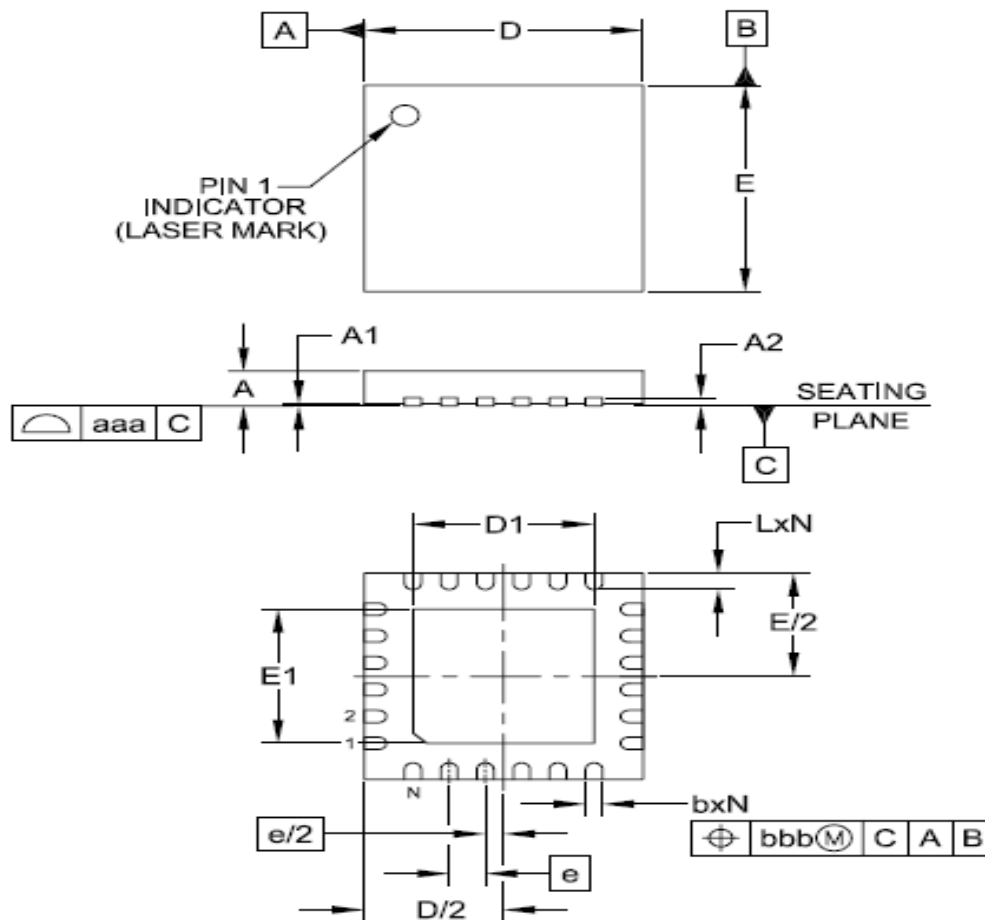 A
D
B
PIN 1
INDICATOR
(LASER MARK)
E
A1
A2
A
SEATING
PLANE
aaa C
C
D1
LxN
E/2
E1
2
1
N
bxN
e/2
bbb Ⓜ C A B
e
D/2